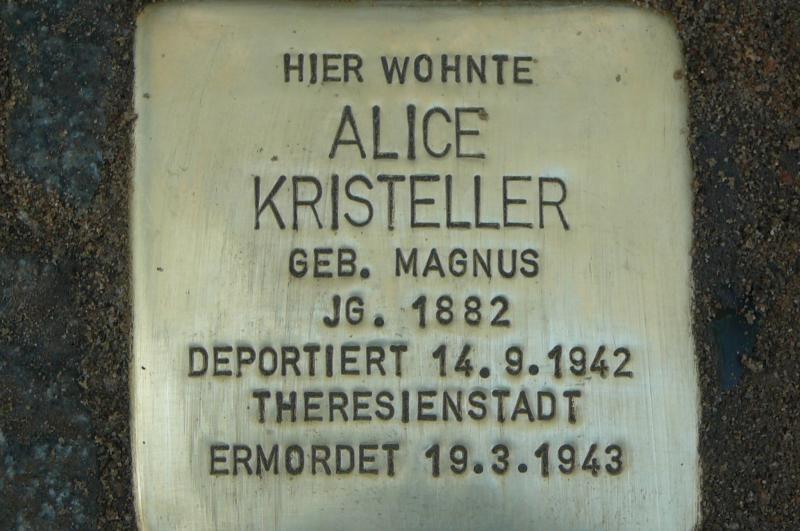 HIER WOHNTE
ALICE
KRISTELLER
GEB. MAGNUS
JG. 1882
DEPORTIERT 14.9.1942
THERESIENSTADT
ERMORDET 19.3.1943